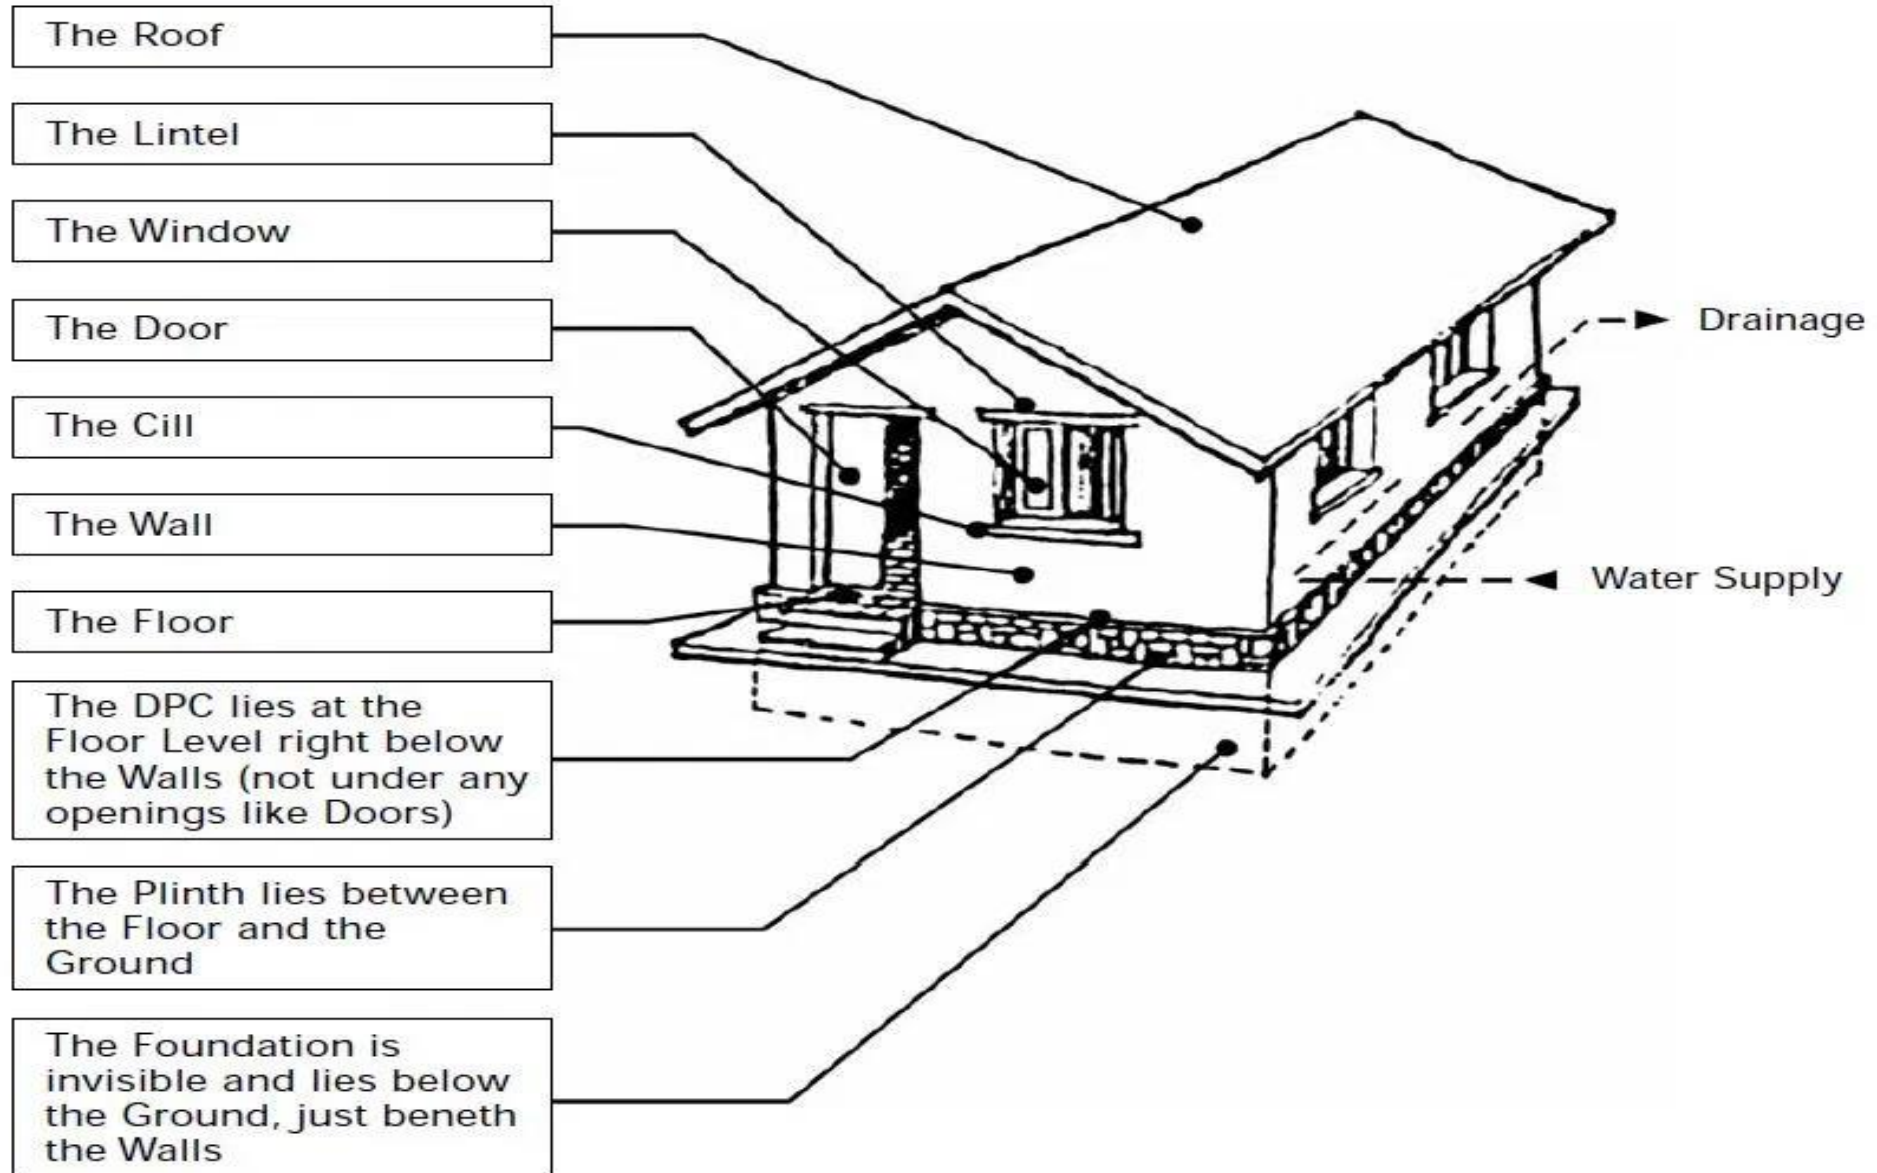 The Roof
The Lintel
The Window
The Door
The Cill
The Wall
The Floor
The DPC lies at the
Floor Level right below
the Walls (not under any
openings like Doors)
The Plinth lies between
the Floor and the
Ground
The Foundation is
invisible and lies below
the Ground, just beneth
the Walls
Drainage
Water Supply